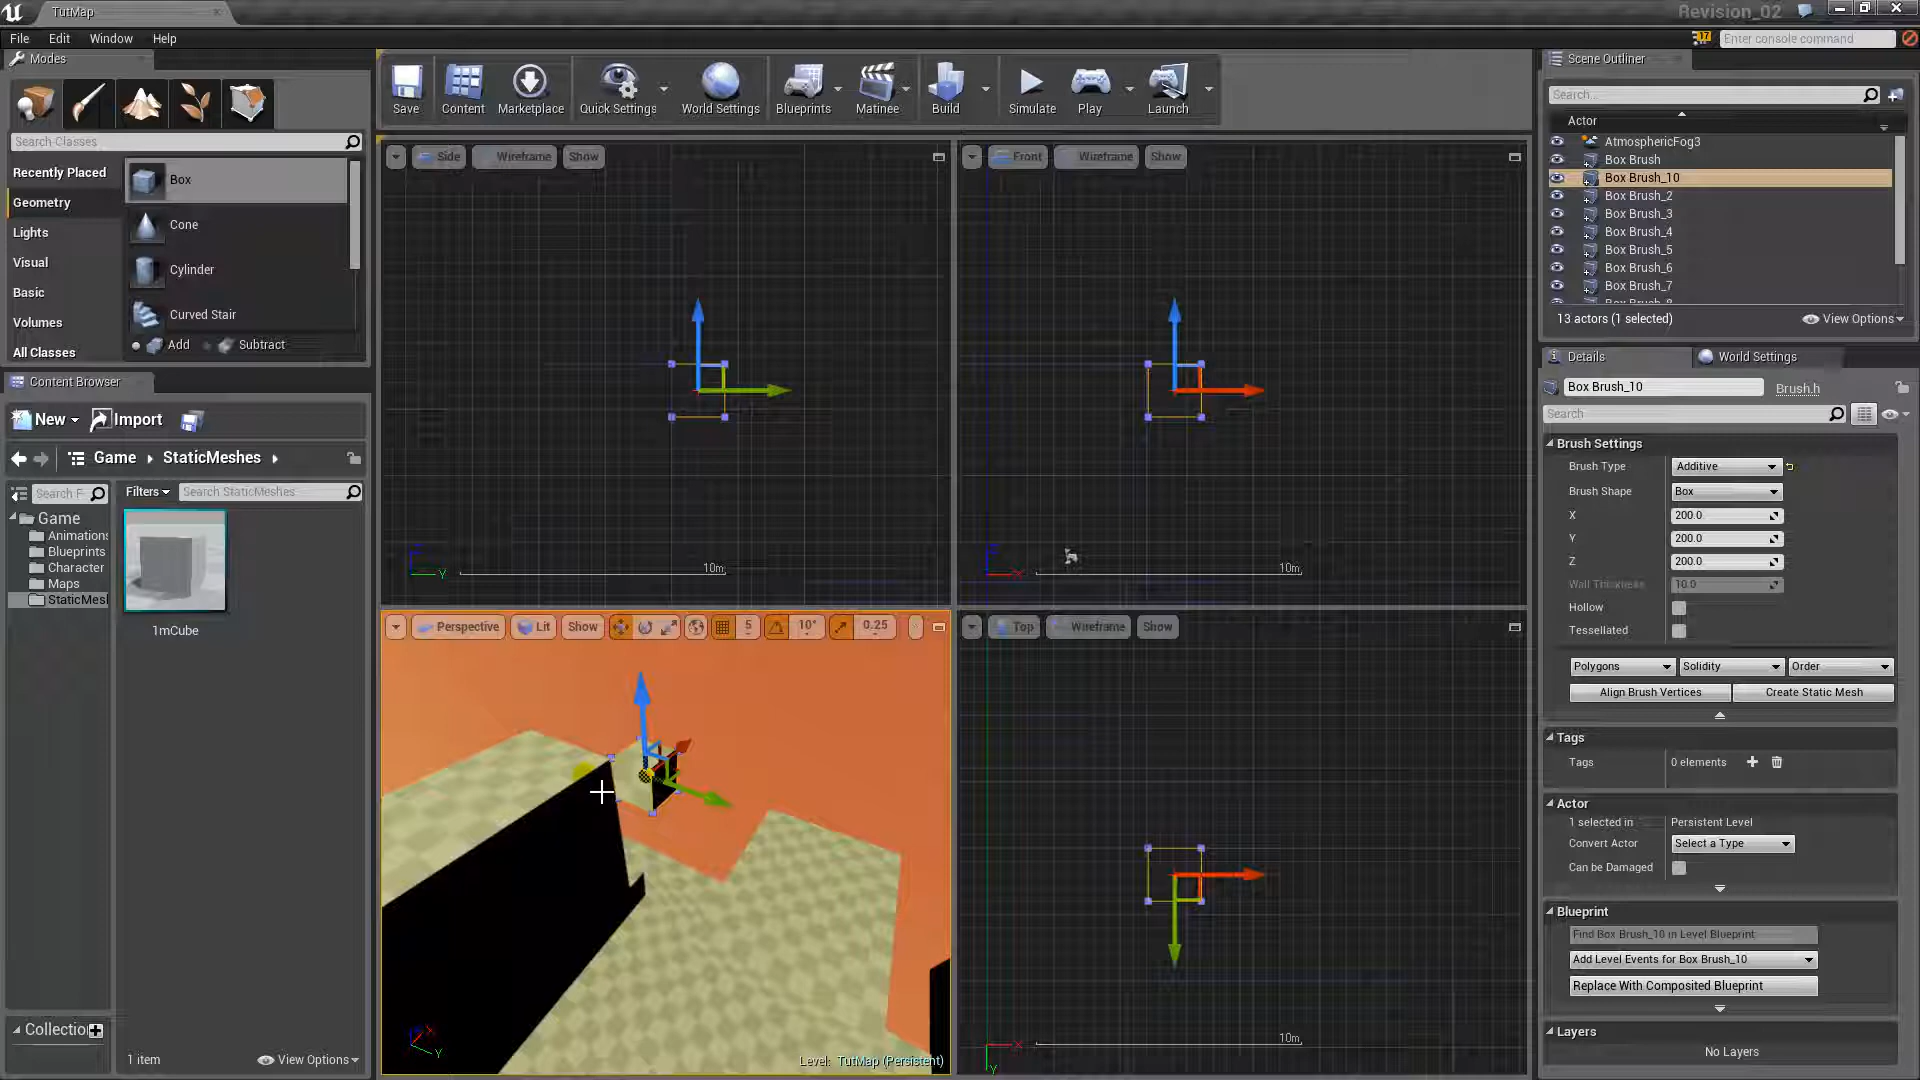 TutMap
Revision_02
File Edit Window Help
17 Enter console command
Modes
Search Classes
Recently Placed
Geometry
Lights
Visual
Basic
Volumes
All Classes
Box
Cone
Cylinder
Curved Stair
Add Subtract
Save Content Marketplace Quick Settings World Settings Blueprints Matinee Build Simulate Play Launch
Side Wireframe Show
10m
Front Wireframe Show
10m
Perspective Lit Show 5 10° 0.25
Level: TutMap (Persistent)
Top Wireframe Show
10m
Content Browser
New Import
Game StaticMeshes
Search F
Filters Search StaticMeshes
Game
Animations
Blueprints
Character
Maps
StaticMesh
1mCube
Collectio
1 item View Options
Scene Outliner
Search...
Actor
AtmosphericFog3
Box Brush
Box Brush_10
Box Brush_2
Box Brush_3
Box Brush_4
Box Brush_5
Box Brush_6
Box Brush_7
13 actors (1 selected) View Options
Details World Settings
Box Brush_10 Brush.h
Search
Brush Settings
Brush Type Additive
Brush Shape Box
X 200.0
Y 200.0
Z 200.0
Wall Thickness 10.0
Hollow
Tessellated
Polygons Solidity Order
Align Brush Vertices Create Static Mesh
Tags
Tags 0 elements
Actor
1 selected in Persistent Level
Convert Actor Select a Type
Can be Damaged
Blueprint
Find Box Brush_10 in Level Blueprint
Add Level Events for Box Brush_10
Replace With Composited Blueprint
Layers
No Layers